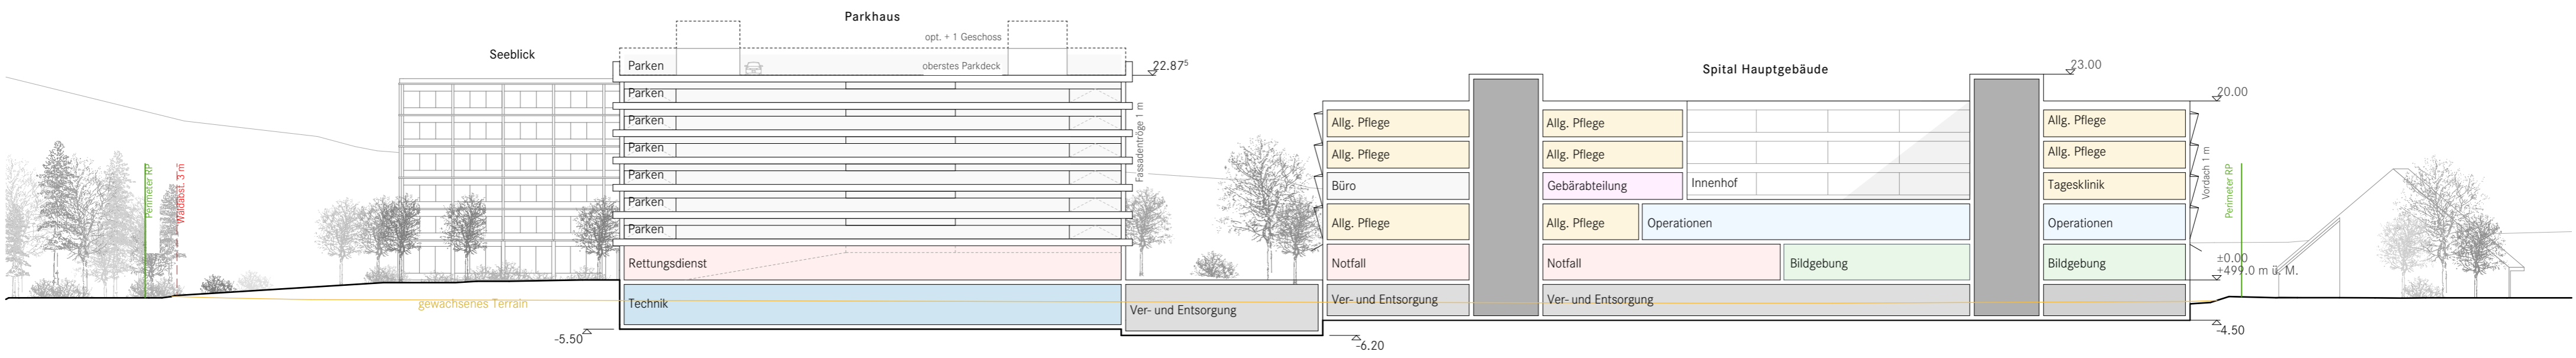 Parkhaus
opt. + 1 Geschoss
Seeblick
Parken
oberstes Parkdeck
22.87⁵
Spital Hauptgebäude
23.00
20.00
Parken
Parken
Parken
Parken
Parken
Parken
Fassadentröge 1 m
Perimeter RP
Waldabst. 3 m
Rettungsdienst
Technik
gewachsenes Terrain
Ver- und Entsorgung
-5.50
-6.20
Allg. Pflege
Allg. Pflege
Allg. Pflege
Allg. Pflege
Allg. Pflege
Allg. Pflege
Büro
Gebärabteilung
Innenhof
Tagesklinik
Allg. Pflege
Allg. Pflege
Operationen
Operationen
Notfall
Notfall
Bildgebung
Bildgebung
Ver- und Entsorgung
Ver- und Entsorgung
Vordach 1 m
Perimeter RP
±0.00
+499.0 m ü. M.
-4.50